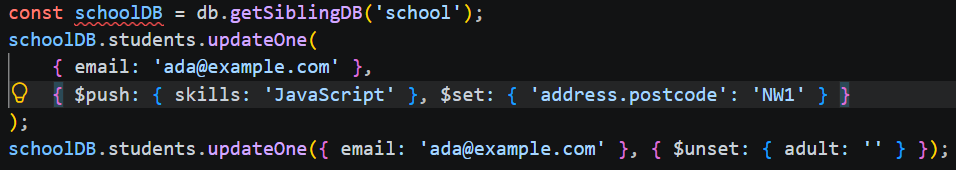 const schoolDB = db.getSiblingDB('school');
schoolDB.students.updateOne(
    { email: 'ada@example.com' },
    { $push: { skills: 'JavaScript' }, $set: { 'address.postcode': 'NW1' } }
);
schoolDB.students.updateOne({ email: 'ada@example.com' }, { $unset: { adult: '' } });